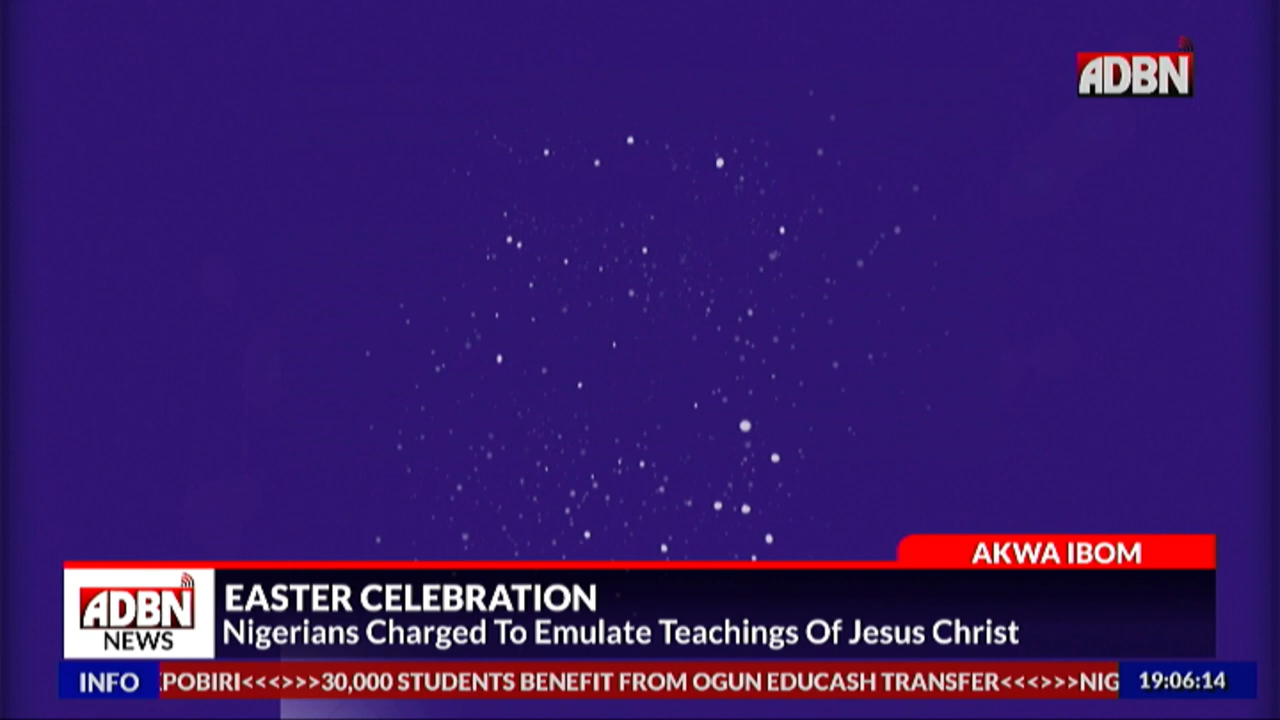 ADBN
AKWA IBOM
ADBN
NEWS
EASTER CELEBRATION
Nigerians Charged To Emulate Teachings Of Jesus Christ
INFO
POBIRI<<<>>>30,000 STUDENTS BENEFIT FROM OGUN EDUCASH TRANSFER<<<>>>NIG
19:06:14